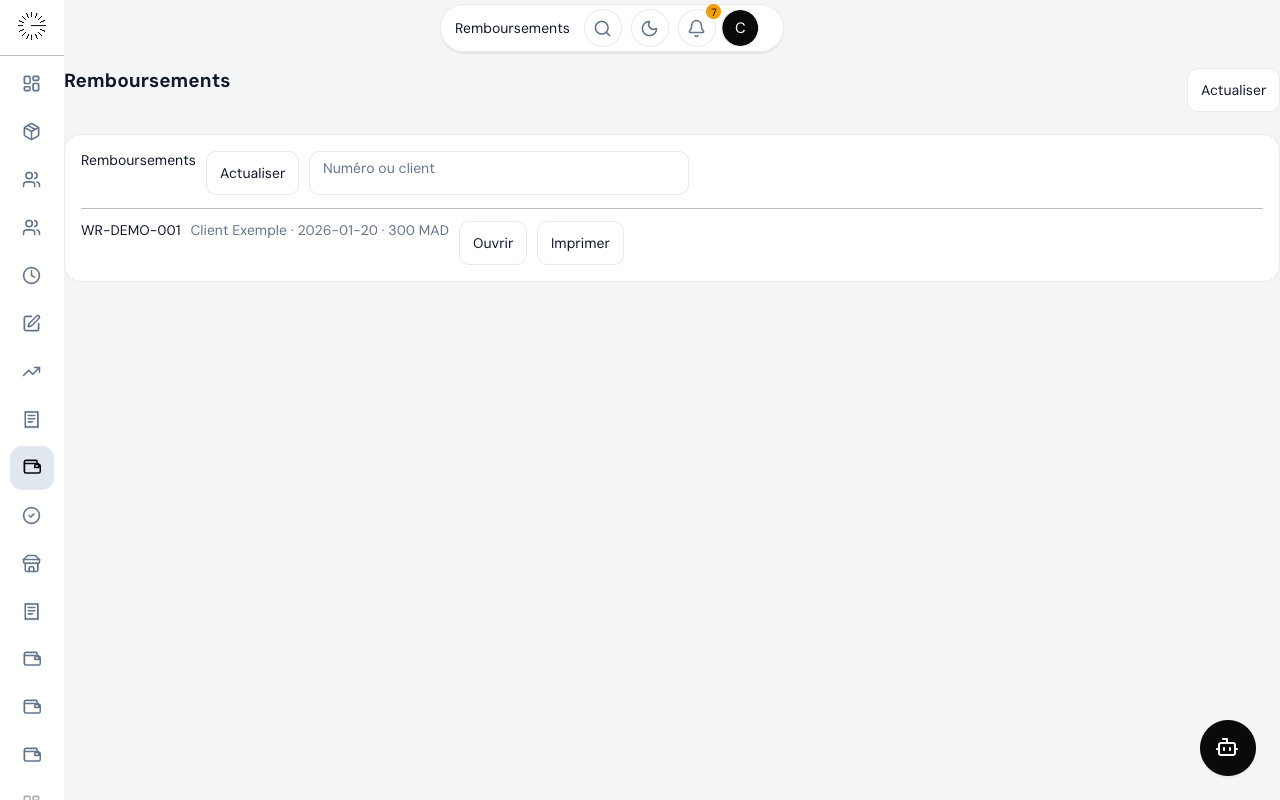 Remboursements
7
C
Remboursements
Actualiser
Remboursements
Actualiser
Numéro ou client
WR-DEMO-001 Client Exemple · 2026-01-20 · 300 MAD
Ouvrir
Imprimer